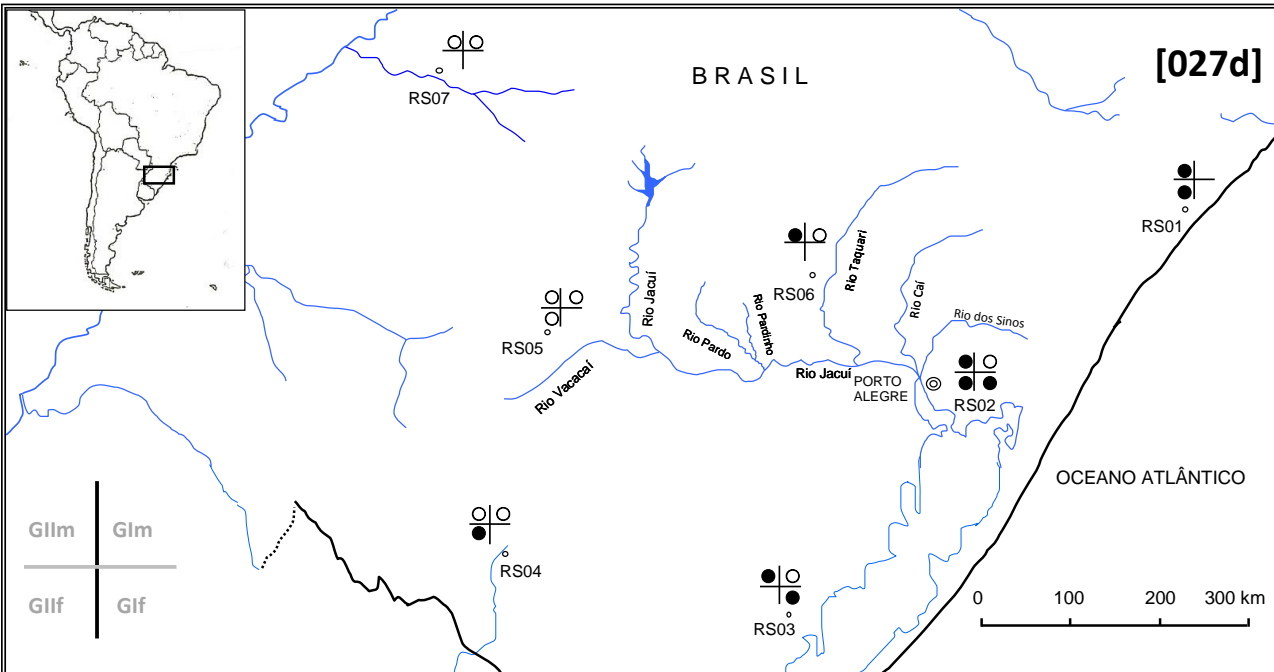 [027d]
BRASIL
RS07
RS01
Rio Taquari
RS06
Rio Caí
Rio Jacuí
Rio dos Sinos
Rio Pardinho
Rio Pardo
RS05
Rio Jacuí
PORTO
ALEGRE
RS02
Rio Vacacaí
OCEANO ATLÂNTICO
GIIm
GIm
GIIf
GIf
RS04
RS03
0 100 200 300 km